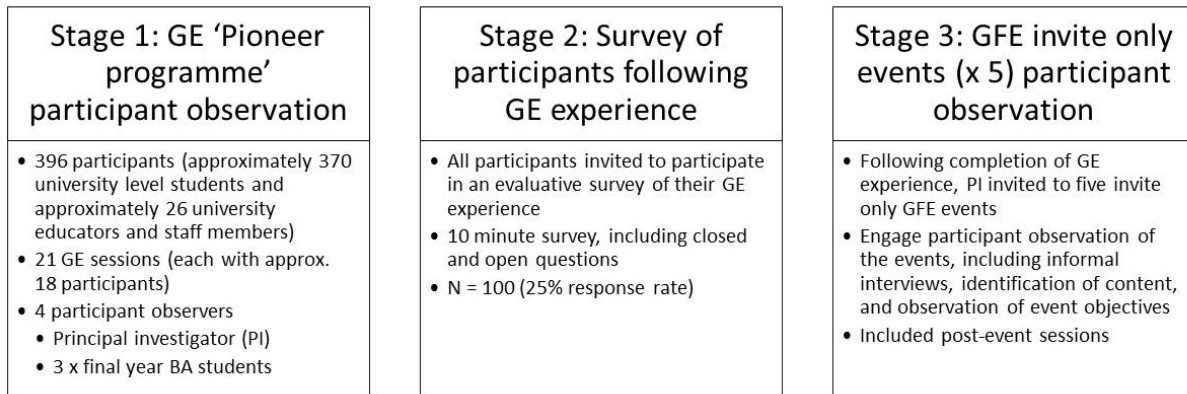 Stage 1: GE ‘Pioneer
programme’
participant observation
• 396 participants (approximately 370
university level students and
approximately 26 university
educators and staff members)
• 21 GE sessions (each with approx.
18 participants)
• 4 participant observers
• Principal investigator (PI)
• 3 x final year BA students
Stage 2: Survey of
participants following
GE experience
• All participants invited to participate
in an evaluative survey of their GE
experience
• 10 minute survey, including closed
and open questions
• N = 100 (25% response rate)
Stage 3: GFE invite only
events (x 5) participant
observation
• Following completion of GE
experience, PI invited to five invite
only GFE events
• Engage participant observation of
the events, including informal
interviews, identification of content,
and observation of event objectives
• Included post-event sessions